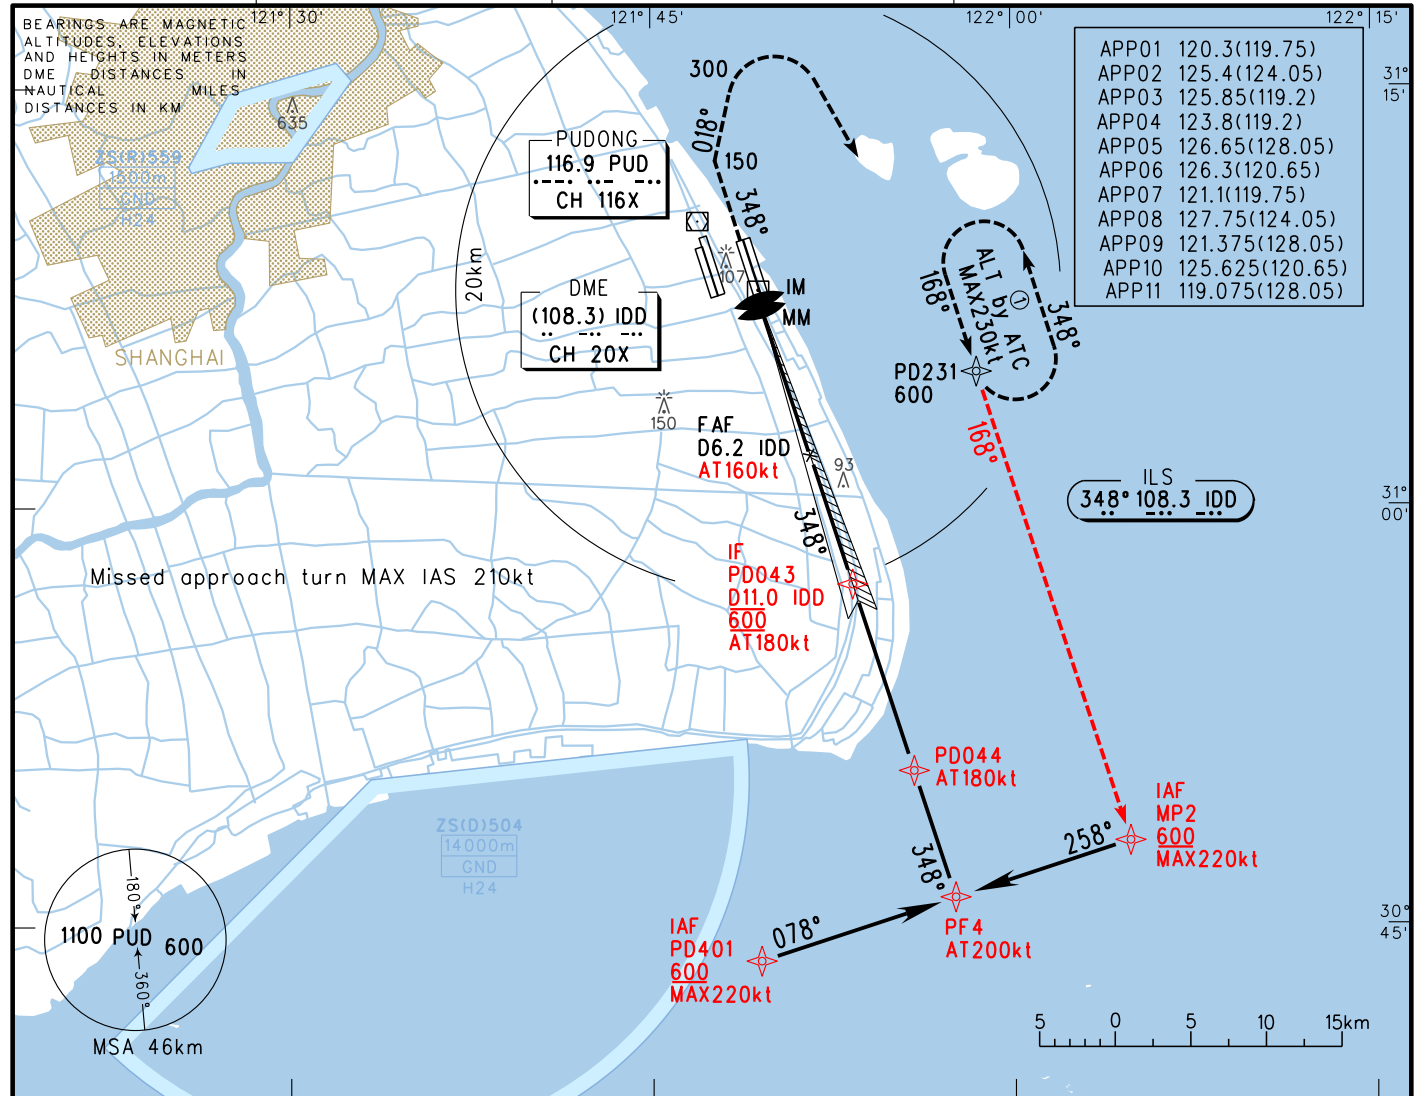 BEARINGS ARE MAGNETIC
ALTITUDES, ELEVATIONS
AND HEIGHTS IN METERS
DME DISTANCES IN
NAUTICAL MILES
DISTANCES IN KM
121°30'
121°45'
122°00'
122°15'
31°
15'
31°
00'
30°
45'
APP01 120.3(119.75)
APP02 125.4(124.05)
APP03 125.85(119.2)
APP04 123.8(119.2)
APP05 126.65(128.05)
APP06 126.3(120.65)
APP07 121.1(119.75)
APP08 127.75(124.05)
APP09 121.375(128.05)
APP10 125.625(120.65)
APP11 119.075(128.05)
635
ZS(R)559
1500m
GND
H24
SHANGHAI
PUDONG
116.9 PUD
CH 116X
DME
(108.3) IDD
CH 20X
20km
300
018°
150
348°
107
IM
MM
150
93
FAF
D6.2 IDD
AT160kt
348°
IF
PD043
D11.0 IDD
600
AT180kt
Missed approach turn MAX IAS 210kt
ALT by ATC
MAX230kt
①
168°
348°
PD231
600
168°
ILS
348° 108.3 IDD
PD044
AT180kt
IAF
MP2
600
MAX220kt
258°
348°
PF4
AT200kt
078°
IAF
PD401
600
MAX220kt
ZS(D)504
14000m
GND
H24
180°
1100 PUD 600
360°
MSA 46km
5 0 5 10 15km